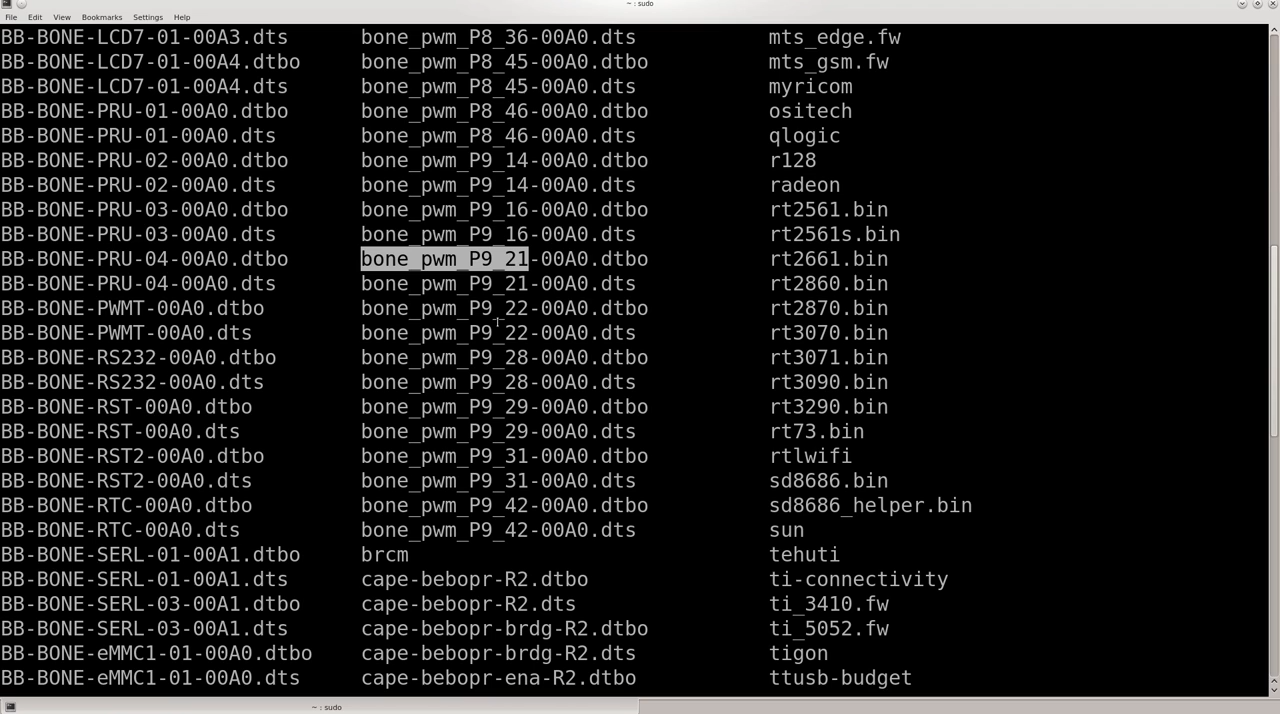 ~ : sudo
File Edit View Bookmarks Settings Help
BB-BONE-LCD7-01-00A3.dts bone_pwm_P8_36-00A0.dts mts_edge.fw
BB-BONE-LCD7-01-00A4.dtbo bone_pwm_P8_45-00A0.dtbo mts_gsm.fw
BB-BONE-LCD7-01-00A4.dts bone_pwm_P8_45-00A0.dts myricom
BB-BONE-PRU-01-00A0.dtbo bone_pwm_P8_46-00A0.dtbo ositech
BB-BONE-PRU-01-00A0.dts bone_pwm_P8_46-00A0.dts qlogic
BB-BONE-PRU-02-00A0.dtbo bone_pwm_P9_14-00A0.dtbo r128
BB-BONE-PRU-02-00A0.dts bone_pwm_P9_14-00A0.dts radeon
BB-BONE-PRU-03-00A0.dtbo bone_pwm_P9_16-00A0.dtbo rt2561.bin
BB-BONE-PRU-03-00A0.dts bone_pwm_P9_16-00A0.dts rt2561s.bin
BB-BONE-PRU-04-00A0.dtbo bone_pwm_P9_21-00A0.dtbo rt2661.bin
BB-BONE-PRU-04-00A0.dts bone_pwm_P9_21-00A0.dts rt2860.bin
BB-BONE-PWMT-00A0.dtbo bone_pwm_P9_22-00A0.dtbo rt2870.bin
BB-BONE-PWMT-00A0.dts bone_pwm_P9_22-00A0.dts rt3070.bin
BB-BONE-RS232-00A0.dtbo bone_pwm_P9_28-00A0.dtbo rt3071.bin
BB-BONE-RS232-00A0.dts bone_pwm_P9_28-00A0.dts rt3090.bin
BB-BONE-RST-00A0.dtbo bone_pwm_P9_29-00A0.dtbo rt3290.bin
BB-BONE-RST-00A0.dts bone_pwm_P9_29-00A0.dts rt73.bin
BB-BONE-RST2-00A0.dtbo bone_pwm_P9_31-00A0.dtbo rtlwifi
BB-BONE-RST2-00A0.dts bone_pwm_P9_31-00A0.dts sd8686.bin
BB-BONE-RTC-00A0.dtbo bone_pwm_P9_42-00A0.dtbo sd8686_helper.bin
BB-BONE-RTC-00A0.dts bone_pwm_P9_42-00A0.dts sun
BB-BONE-SERL-01-00A1.dtbo brcm tehuti
BB-BONE-SERL-01-00A1.dts cape-bebopr-R2.dtbo ti-connectivity
BB-BONE-SERL-03-00A1.dtbo cape-bebopr-R2.dts ti_3410.fw
BB-BONE-SERL-03-00A1.dts cape-bebopr-brdg-R2.dtbo ti_5052.fw
BB-BONE-eMMC1-01-00A0.dtbo cape-bebopr-brdg-R2.dts tigon
BB-BONE-eMMC1-01-00A0.dts cape-bebopr-ena-R2.dtbo ttusb-budget
~ : sudo